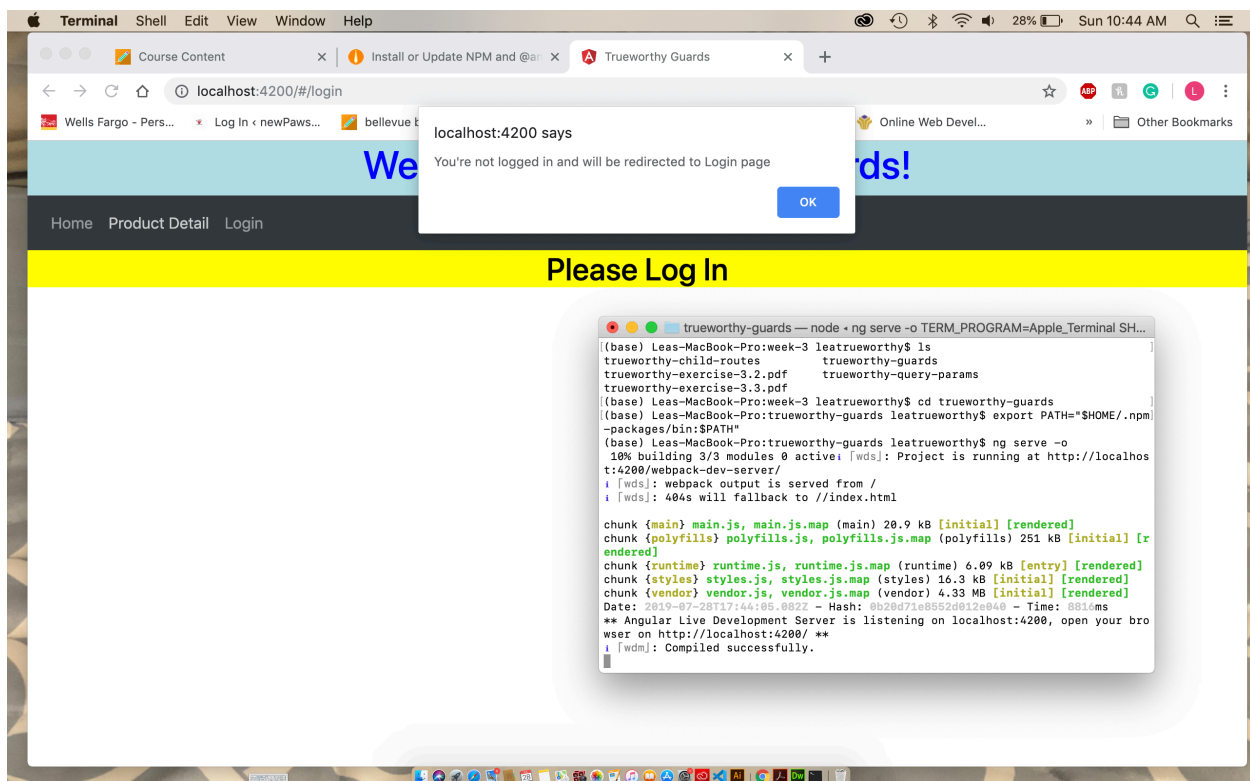 Terminal Shell Edit View Window Help 28% Sun 10:44 AM
Course Content Install or Update NPM and @an Trueworthy Guards
localhost:4200/#/login ABP L
Wells Fargo - Pers... Log In ‹ newPaws... bellevue Online Web Devel... » Other Bookmarks
localhost:4200 says
You're not logged in and will be redirected to Login page
OK
We ds!
Home Product Detail Login
Please Log In
trueworthy-guards — node ◂ ng serve -o TERM_PROGRAM=Apple_Terminal SH...
[(base) Leas-MacBook-Pro:week-3 leatrueworthy$ ls ]
trueworthy-child-routes trueworthy-guards
trueworthy-exercise-3.2.pdf trueworthy-query-params
trueworthy-exercise-3.3.pdf
[(base) Leas-MacBook-Pro:week-3 leatrueworthy$ cd trueworthy-guards ]
[(base) Leas-MacBook-Pro:trueworthy-guards leatrueworthy$ export PATH="$HOME/.npm]
-packages/bin:$PATH"
(base) Leas-MacBook-Pro:trueworthy-guards leatrueworthy$ ng serve -o
10% building 3/3 modules 0 activeℹ ｢wds｣: Project is running at http://localhos
t:4200/webpack-dev-server/
ℹ ｢wds｣: webpack output is served from /
ℹ ｢wds｣: 404s will fallback to //index.html
chunk {main} main.js, main.js.map (main) 20.9 kB [initial] [rendered]
chunk {polyfills} polyfills.js, polyfills.js.map (polyfills) 251 kB [initial] [r
endered]
chunk {runtime} runtime.js, runtime.js.map (runtime) 6.09 kB [entry] [rendered]
chunk {styles} styles.js, styles.js.map (styles) 16.3 kB [initial] [rendered]
chunk {vendor} vendor.js, vendor.js.map (vendor) 4.33 MB [initial] [rendered]
Date: 2019-07-28T17:44:05.082Z - Hash: 0b20d71e8552d012e040 - Time: 8816ms
** Angular Live Development Server is listening on localhost:4200, open your bro
wser on http://localhost:4200/ **
ℹ ｢wdm｣: Compiled successfully.
Ai Dw